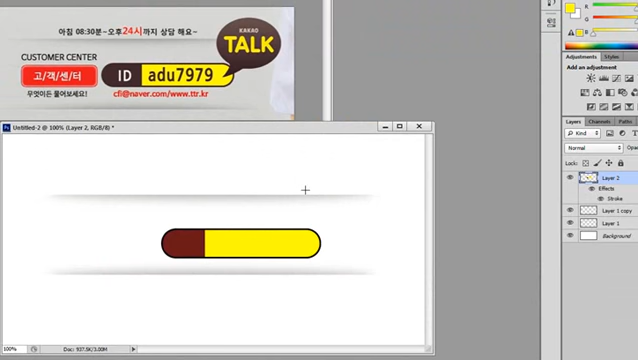 아침 08:30분~오후24시까지 상담 해요~
KAKAO
TALK
CUSTOMER CENTER
고/객/센/터
ID adu7979
무엇이든 물어보세요!
cfi@naver.com/www.ttr.kr
Untitled-2 @ 100% (Layer 2, RGB/8) *
100%
Doc: 937.5K/3.00M
R
G
B
Adjustments
Styles
Add an adjustment
Layers
Channels
Paths
Kind
Normal
Opac
Lock:
Layer 2
Effects
Stroke
Layer 1 copy
Layer 1
Background